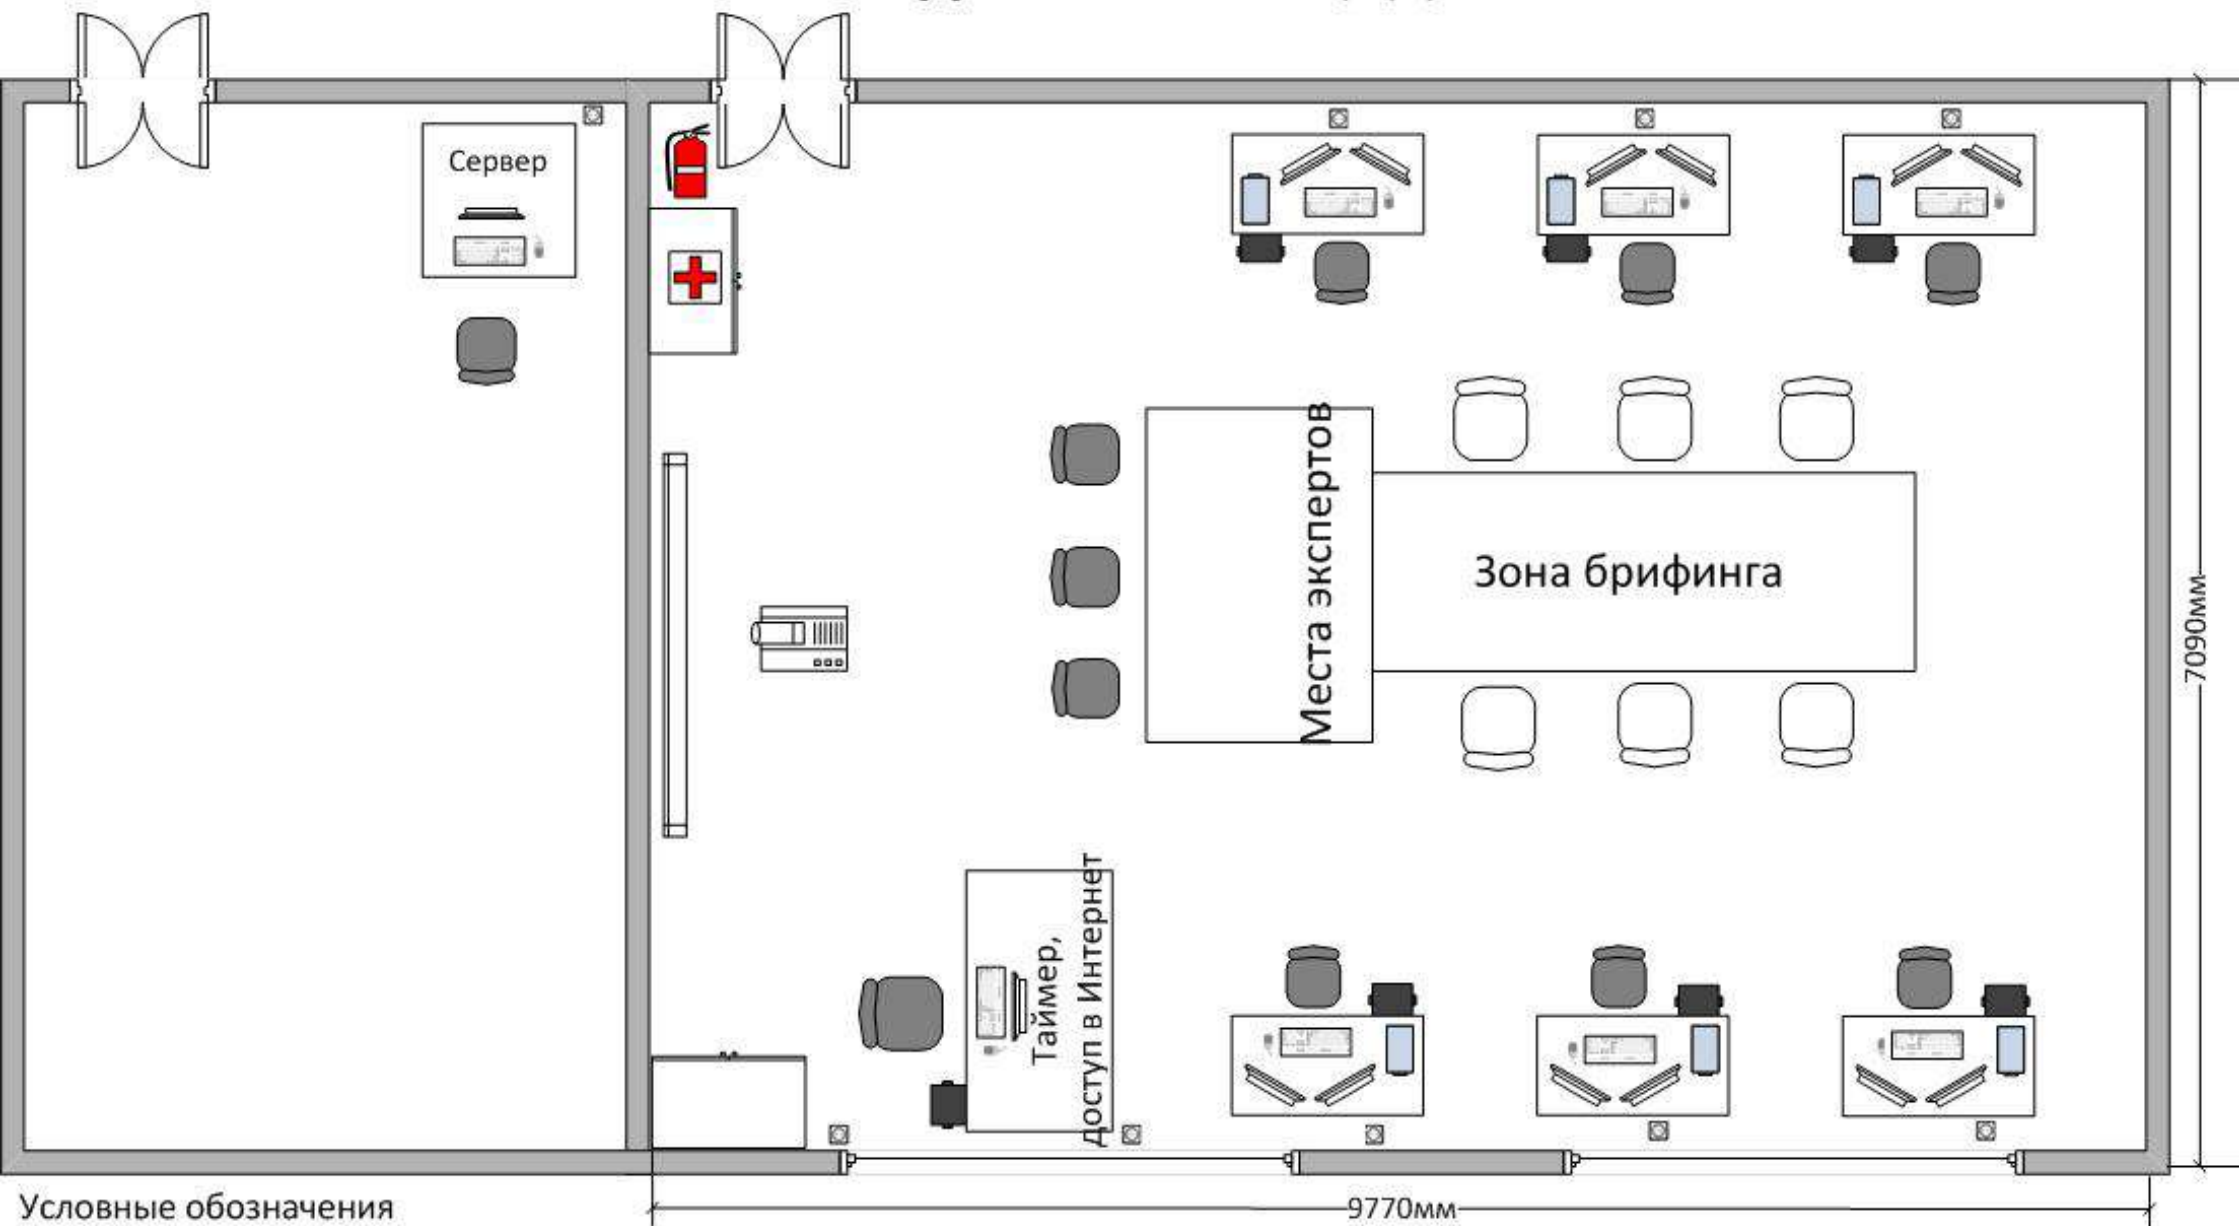 Сервер
Места экспертов
Зона брифинга
7090мм
Таймер,
доступ в Интернет
Условные обозначения
9770мм